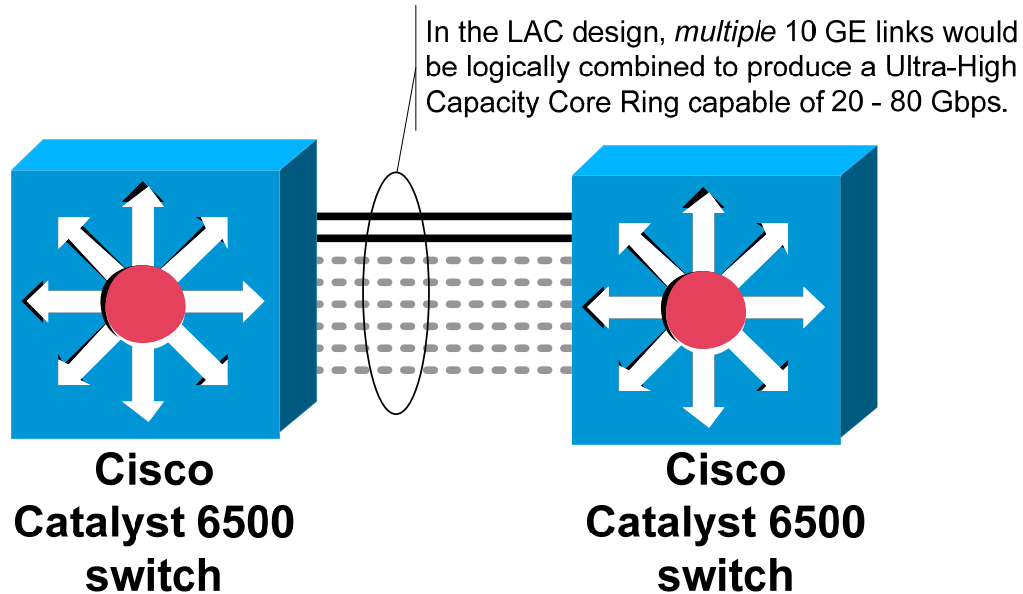 In the LAC design, multiple 10 GE links would
be logically combined to produce a Ultra-High
Capacity Core Ring capable of 20 - 80 Gbps.
Cisco
Catalyst 6500
switch
Cisco
Catalyst 6500
switch